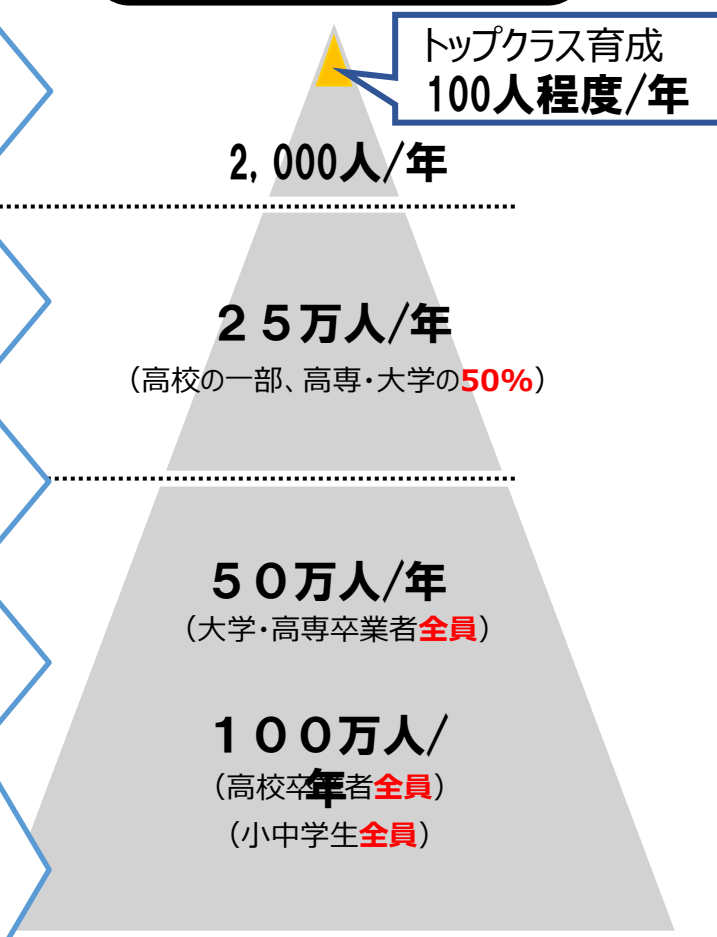 トップクラス育成
100人程度/年
2,000人/年
２５万人/年
（高校の一部、高専・大学の50%）
５０万人/年
（大学・高専卒業者全員）
１００万人/
年
（高校卒業者全員）
（小中学生全員）